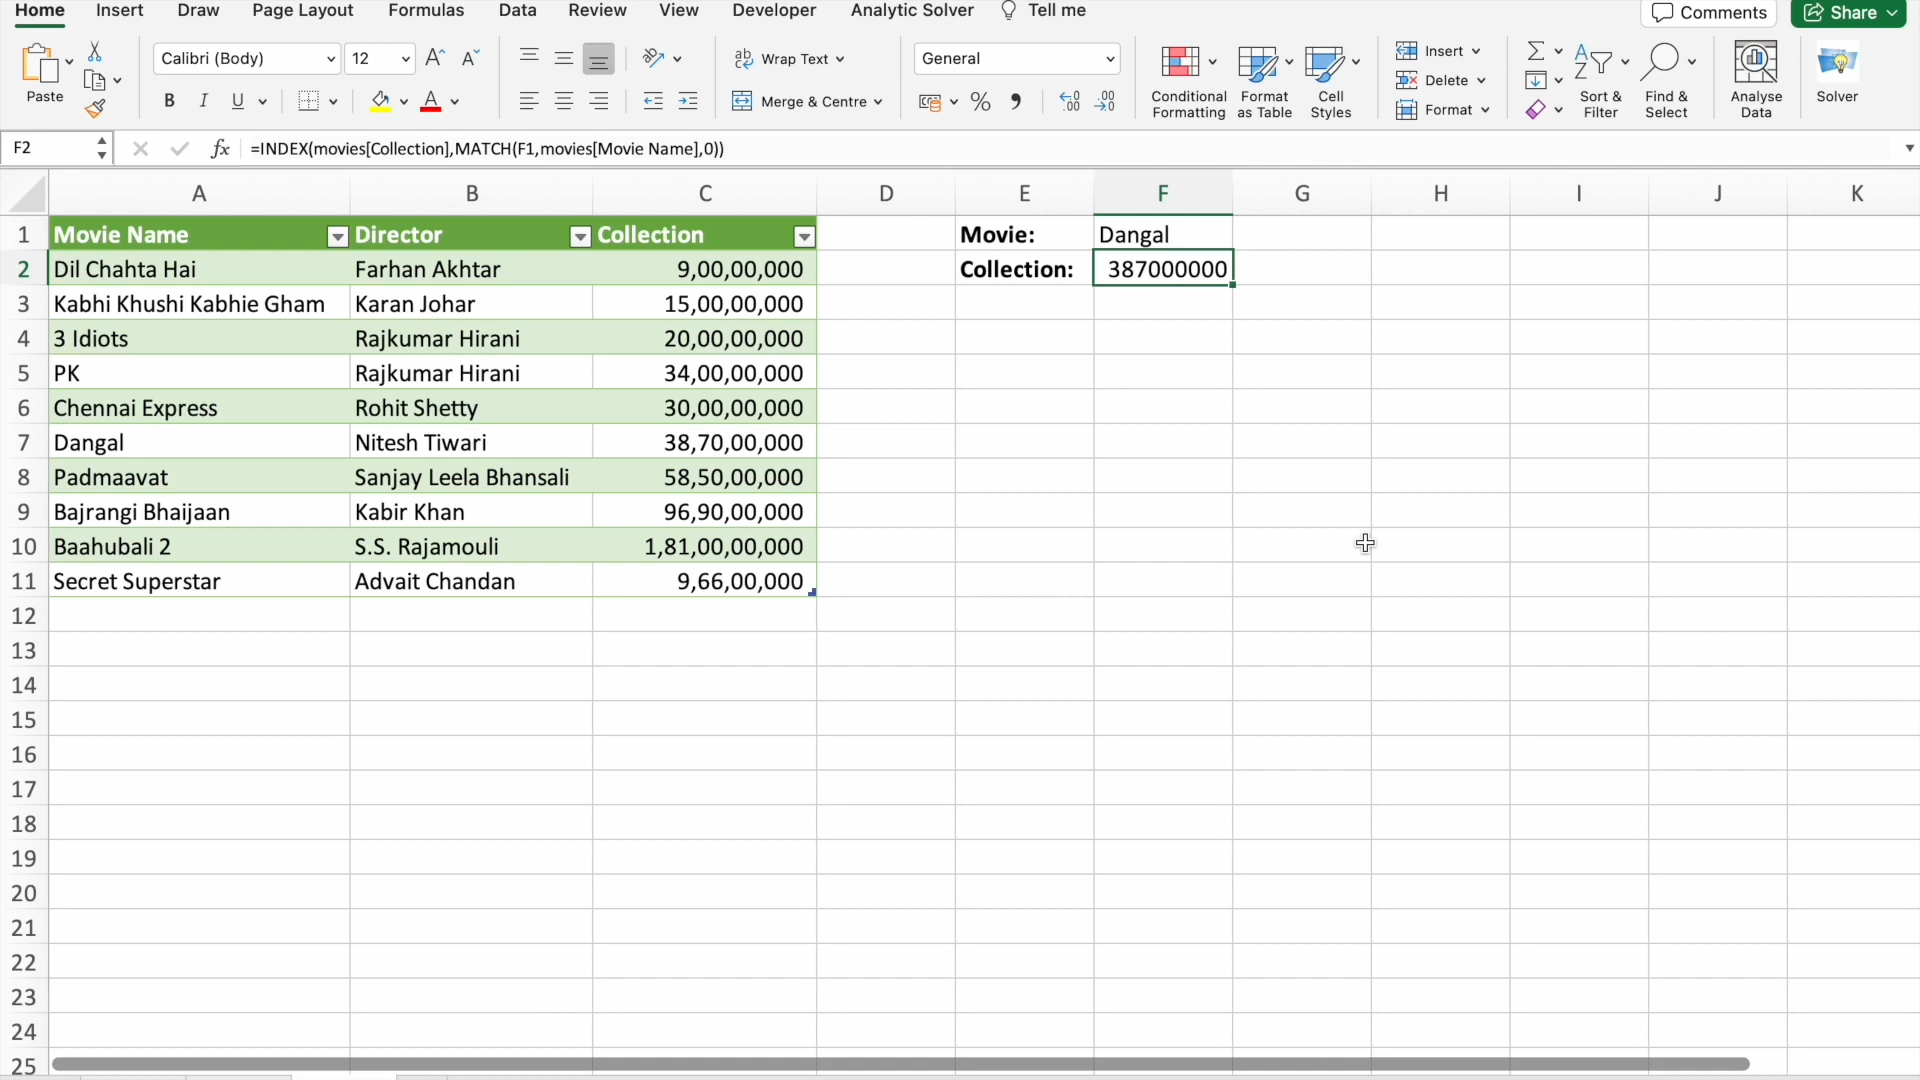 Home Insert Draw Page Layout Formulas Data Review View Developer Analytic Solver Tell me Comments Share
Calibri (Body) 12 Wrap Text General Insert
Delete
Paste B I U Merge & Centre % Conditional Formatting Format as Table Cell Styles Format Sort & Filter Find & Select Analyse Data Solver
F2 fx =INDEX(movies[Collection],MATCH(F1,movies[Movie Name],0))
A B C D E F G H I J K
1 Movie Name Director Collection Movie: Dangal
2 Dil Chahta Hai Farhan Akhtar 9,00,00,000 Collection: 387000000
3 Kabhi Khushi Kabhie Gham Karan Johar 15,00,00,000
4 3 Idiots Rajkumar Hirani 20,00,00,000
5 PK Rajkumar Hirani 34,00,00,000
6 Chennai Express Rohit Shetty 30,00,00,000
7 Dangal Nitesh Tiwari 38,70,00,000
8 Padmaavat Sanjay Leela Bhansali 58,50,00,000
9 Bajrangi Bhaijaan Kabir Khan 96,90,00,000
10 Baahubali 2 S.S. Rajamouli 1,81,00,00,000
11 Secret Superstar Advait Chandan 9,66,00,000
12
13
14
15
16
17
18
19
20
21
22
23
24
25